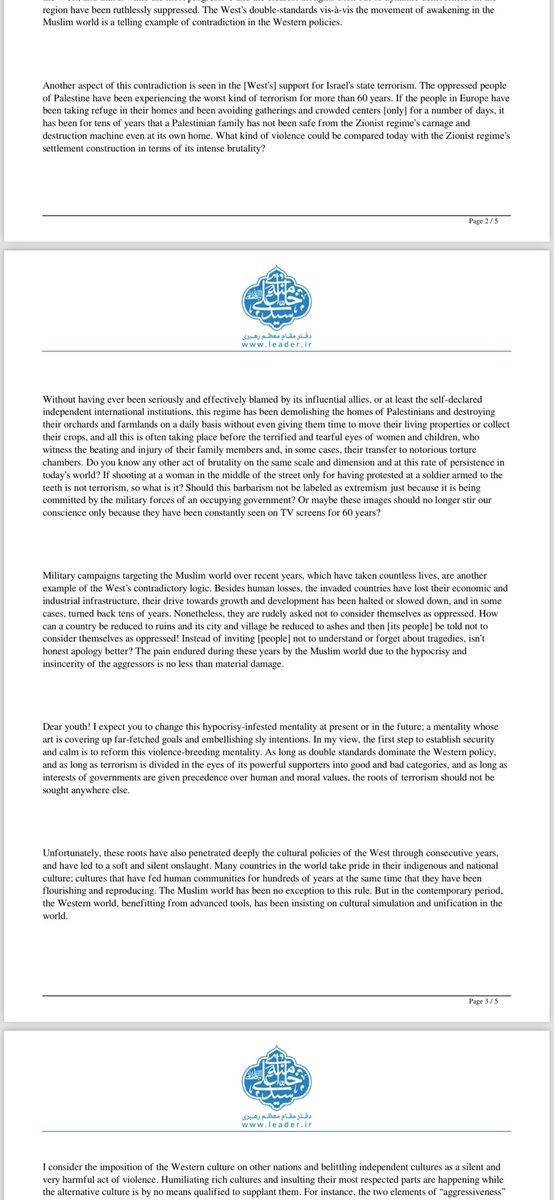 region have been ruthlessly suppressed. The West's double-standards vis-à-vis the movement of awakening in the
Muslim world is a telling example of contradiction in the Western policies.
Another aspect of this contradiction is seen in the [West's] support for Israel's state terrorism. The oppressed people
of Palestine have been experiencing the worst kind of terrorism for more than 60 years. If the people in Europe have
been taking refuge in their homes and been avoiding gatherings and crowded centers [only] for a number of days, it
has been for tens of years that a Palestinian family has not been safe from the Zionist regime's carnage and
destruction machine even at its own home. What kind of violence could be compared today with the Zionist regime's
settlement construction in terms of its intense brutality?
Page 2 / 5
دفتر مقام معظم رهبری
www.leader.ir
Without having ever been seriously and effectively blamed by its influential allies, or at least the self-declared
independent international institutions, this regime has been demolishing the homes of Palestinians and destroying
their orchards and farmlands on a daily basis without even giving them time to move their living properties or collect
their crops, and all this is often taking place before the terrified and tearful eyes of women and children, who
witness the beating and injury of their family members and, in some cases, their transfer to notorious torture
chambers. Do you know any other act of brutality on the same scale and dimension and at this rate of persistence in
today's world? If shooting at a woman in the middle of the street only for having protested at a soldier armed to the
teeth is not terrorism, so what is it? Should this barbarism not be labeled as extremism just because it is being
committed by the military forces of an occupying government? Or maybe these images should no longer stir our
conscience only because they have been constantly seen on TV screens for 60 years?
Military campaigns targeting the Muslim world over recent years, which have taken countless lives, are another
example of the West's contradictory logic. Besides human losses, the invaded countries have lost their economic and
industrial infrastructure, their drive towards growth and development has been halted or slowed down, and in some
cases, turned back tens of years. Nonetheless, they are rudely asked not to consider themselves as oppressed. How
can a country be reduced to ruins and its city and village be reduced to ashes and then [its people] be told not to
consider themselves as oppressed! Instead of inviting [people] not to understand or forget about tragedies, isn't
honest apology better? The pain endured during these years by the Muslim world due to the hypocrisy and
insincerity of the aggressors is no less than material damage.
Dear youth! I expect you to change this hypocrisy-infested mentality at present or in the future; a mentality whose
art is covering up far-fetched goals and embellishing sly intentions. In my view, the first step to establish security
and calm is to reform this violence-breeding mentality. As long as double standards dominate the Western policy,
and as long as terrorism is divided in the eyes of its powerful supporters into good and bad categories, and as long as
interests of governments are given precedence over human and moral values, the roots of terrorism should not be
sought anywhere else.
Unfortunately, these roots have also penetrated deeply the cultural policies of the West through consecutive years,
and have led to a soft and silent onslaught. Many countries in the world take pride in their indigenous and national
culture; cultures that have fed human communities for hundreds of years at the same time that they have been
flourishing and reproducing. The Muslim world has been no exception to this rule. But in the contemporary period,
the Western world, benefitting from advanced tools, has been insisting on cultural simulation and unification in the
world.
Page 3 / 5
دفتر مقام معظم رهبری
www.leader.ir
I consider the imposition of the Western culture on other nations and belittling independent cultures as a silent and
very harmful act of violence. Humiliating rich cultures and insulting their most respected parts are happening while
the alternative culture is by no means qualified to supplant them. For instance, the two elements of "aggressiveness"